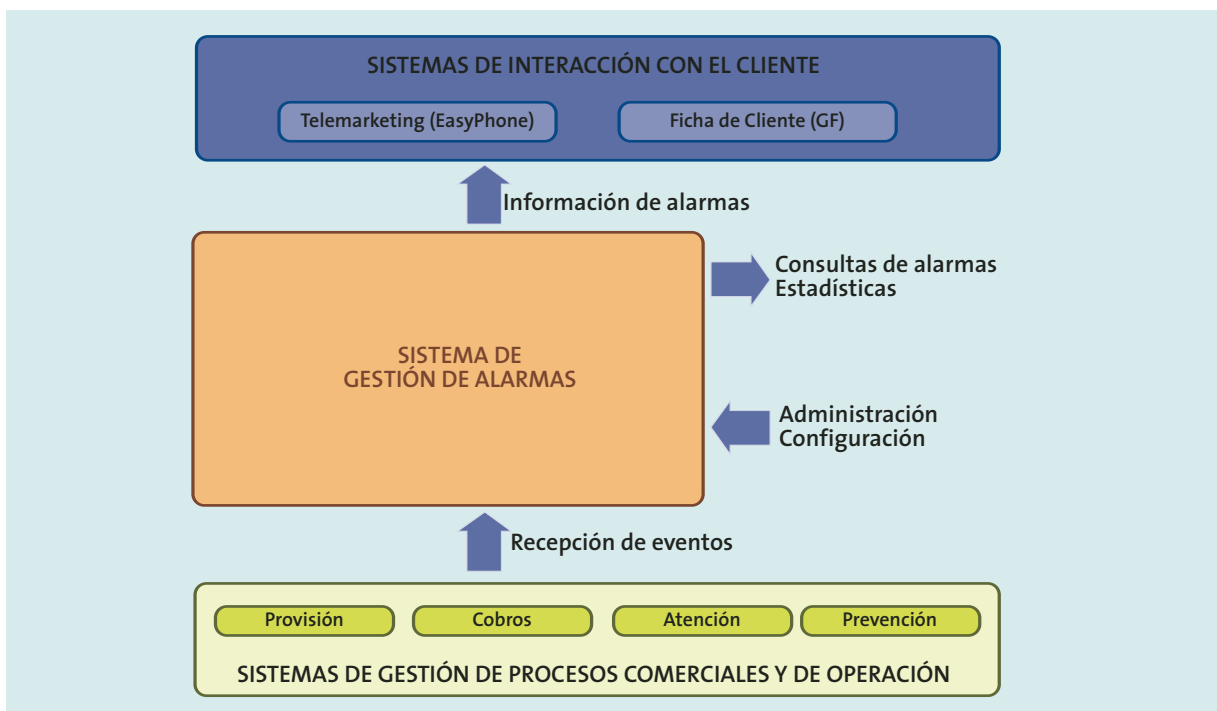 SISTEMAS DE INTERACCIÓN CON EL CLIENTE
Telemarketing (EasyPhone)
Ficha de Cliente (GF)
Información de alarmas
Consultas de alarmas
Estadísticas
SISTEMA DE
GESTIÓN DE ALARMAS
Administración
Configuración
Recepción de eventos
Provisión
Cobros
Atención
Prevención
SISTEMAS DE GESTIÓN DE PROCESOS COMERCIALES Y DE OPERACIÓN